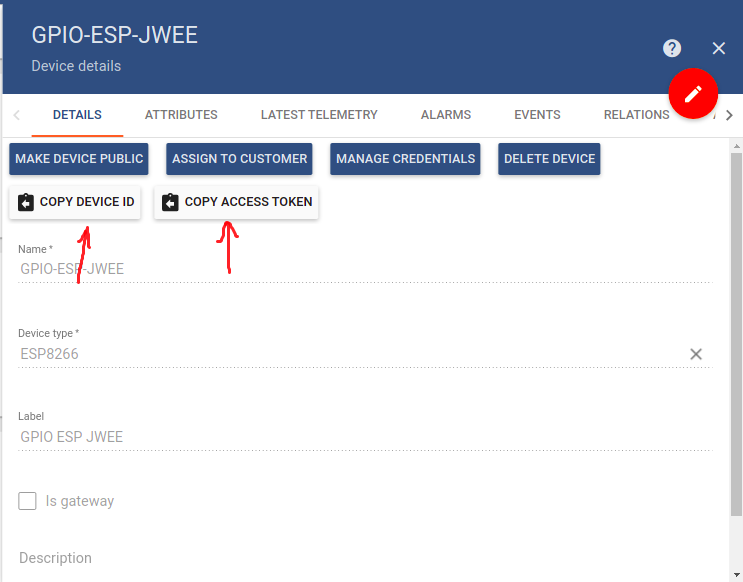 GPIO-ESP-JWEE
Device details
DETAILS ATTRIBUTES LATEST TELEMETRY ALARMS EVENTS RELATIONS
MAKE DEVICE PUBLIC ASSIGN TO CUSTOMER MANAGE CREDENTIALS DELETE DEVICE
COPY DEVICE ID COPY ACCESS TOKEN
Name *
GPIO-ESP-JWEE
Device type *
ESP8266
Label
GPIO ESP JWEE
Is gateway
Description